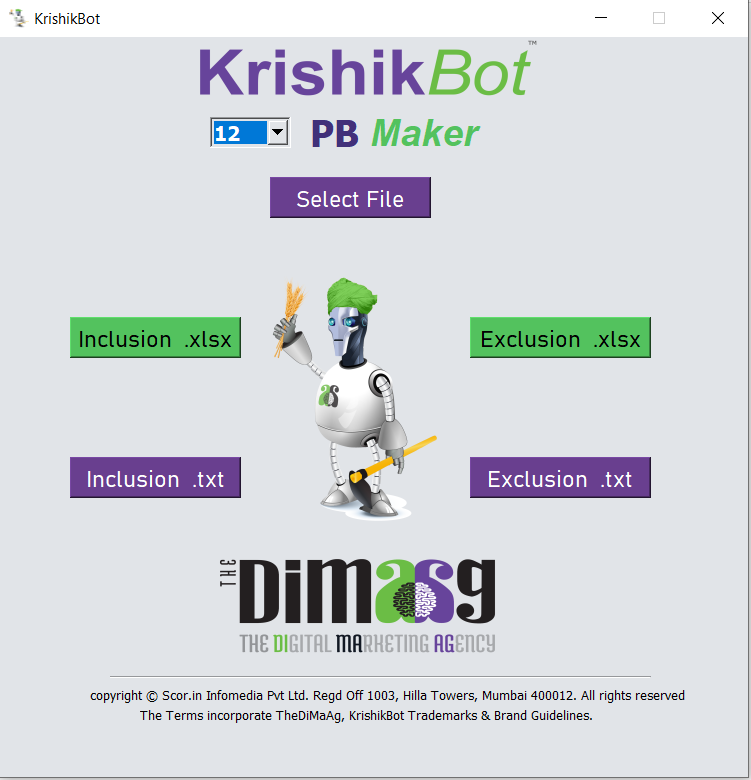 KrishikBot
KrishikBot™
12 PB Maker
Select File
Inclusion .xlsx Exclusion .xlsx
Inclusion .txt Exclusion .txt
THE DiMaAg
THE DIGITAL MARKETING AGENCY
copyright © Scor.in Infomedia Pvt Ltd. Regd Off 1003, Hilla Towers, Mumbai 400012. All rights reserved
The Terms incorporate TheDiMaAg, KrishikBot Trademarks & Brand Guidelines.